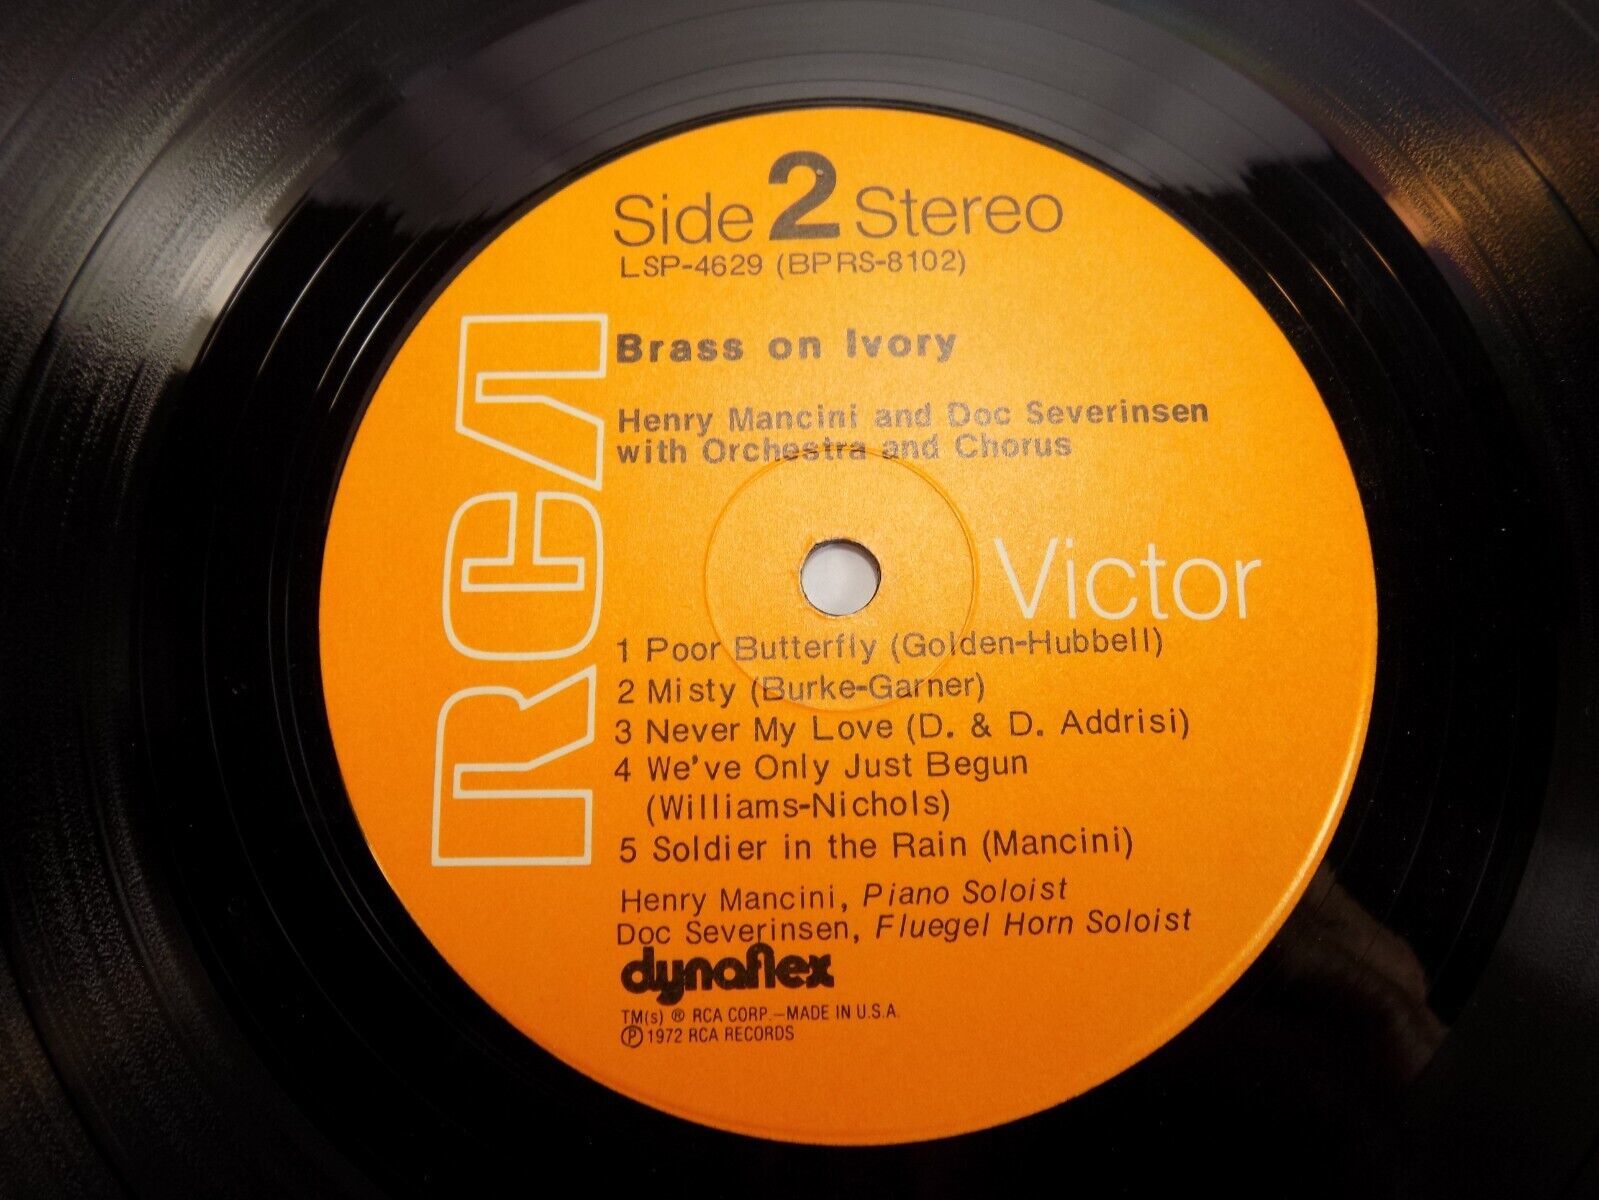 Side 2 Stereo
LSP-4629 (BPRS-8102)
Brass on Ivory
Henry Mancini and Doc Severinsen
with Orchestra and Chorus
RCA
Victor
1 Poor Butterfly (Golden-Hubbell)
2 Misty (Burke-Garner)
3 Never My Love (D. & D. Addrisi)
4 We've Only Just Begun
(Williams-Nichols)
5 Soldier in the Rain (Mancini)
Henry Mancini, Piano Soloist
Doc Severinsen, Fluegel Horn Soloist
dynaflex
TM(s) ® RCA CORP.—MADE IN U.S.A.
℗ 1972 RCA RECORDS